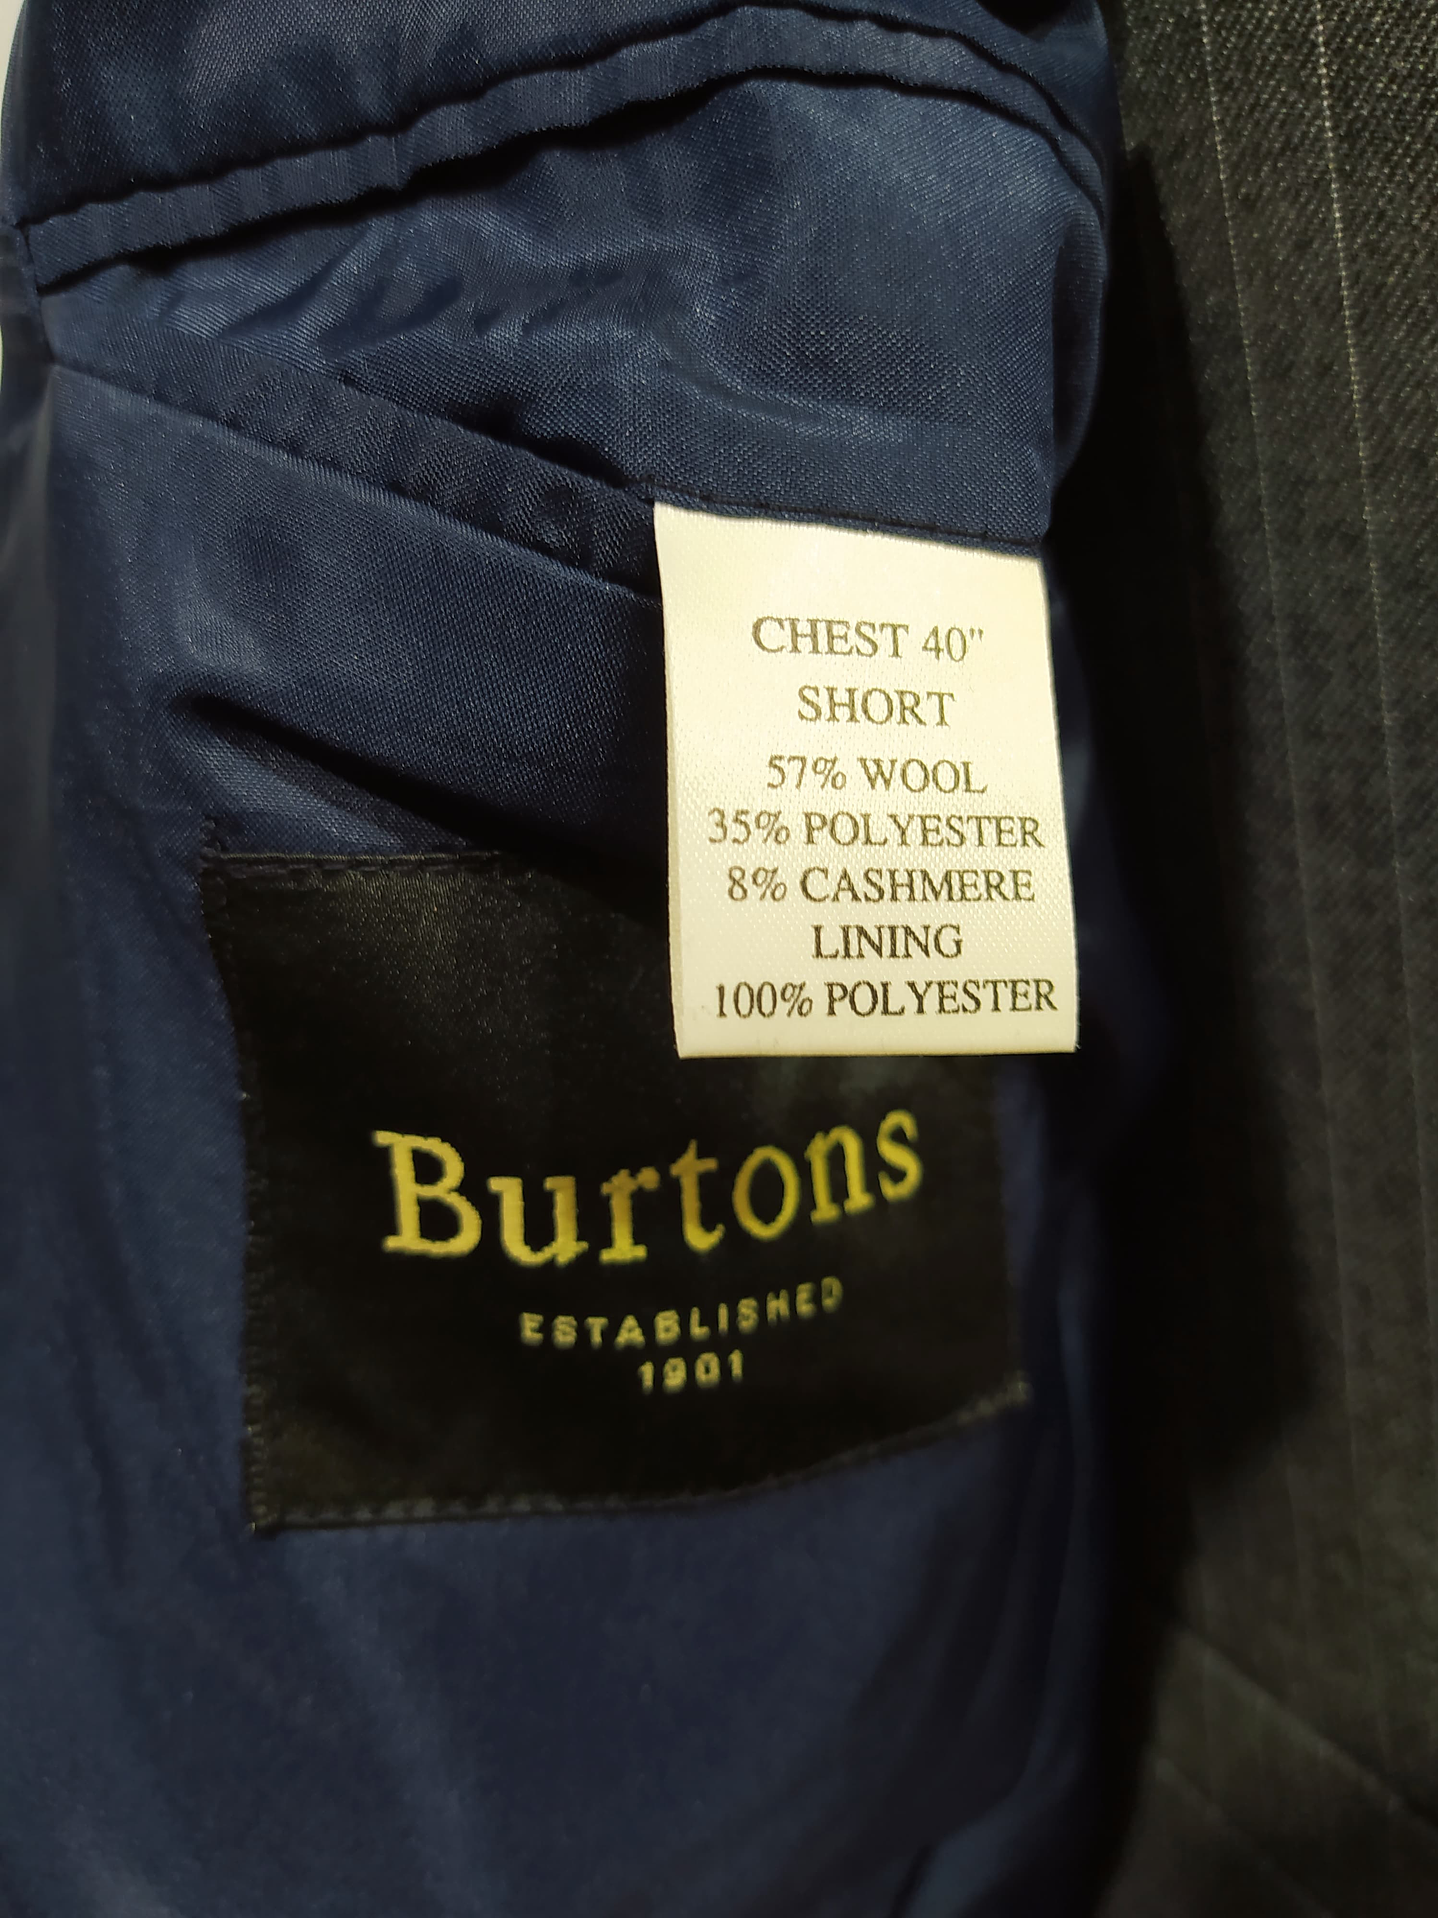 CHEST 40"
SHORT
57% WOOL
35% POLYESTER
8% CASHMERE
LINING
100% POLYESTER
Burtons
ESTABLISHED
1901